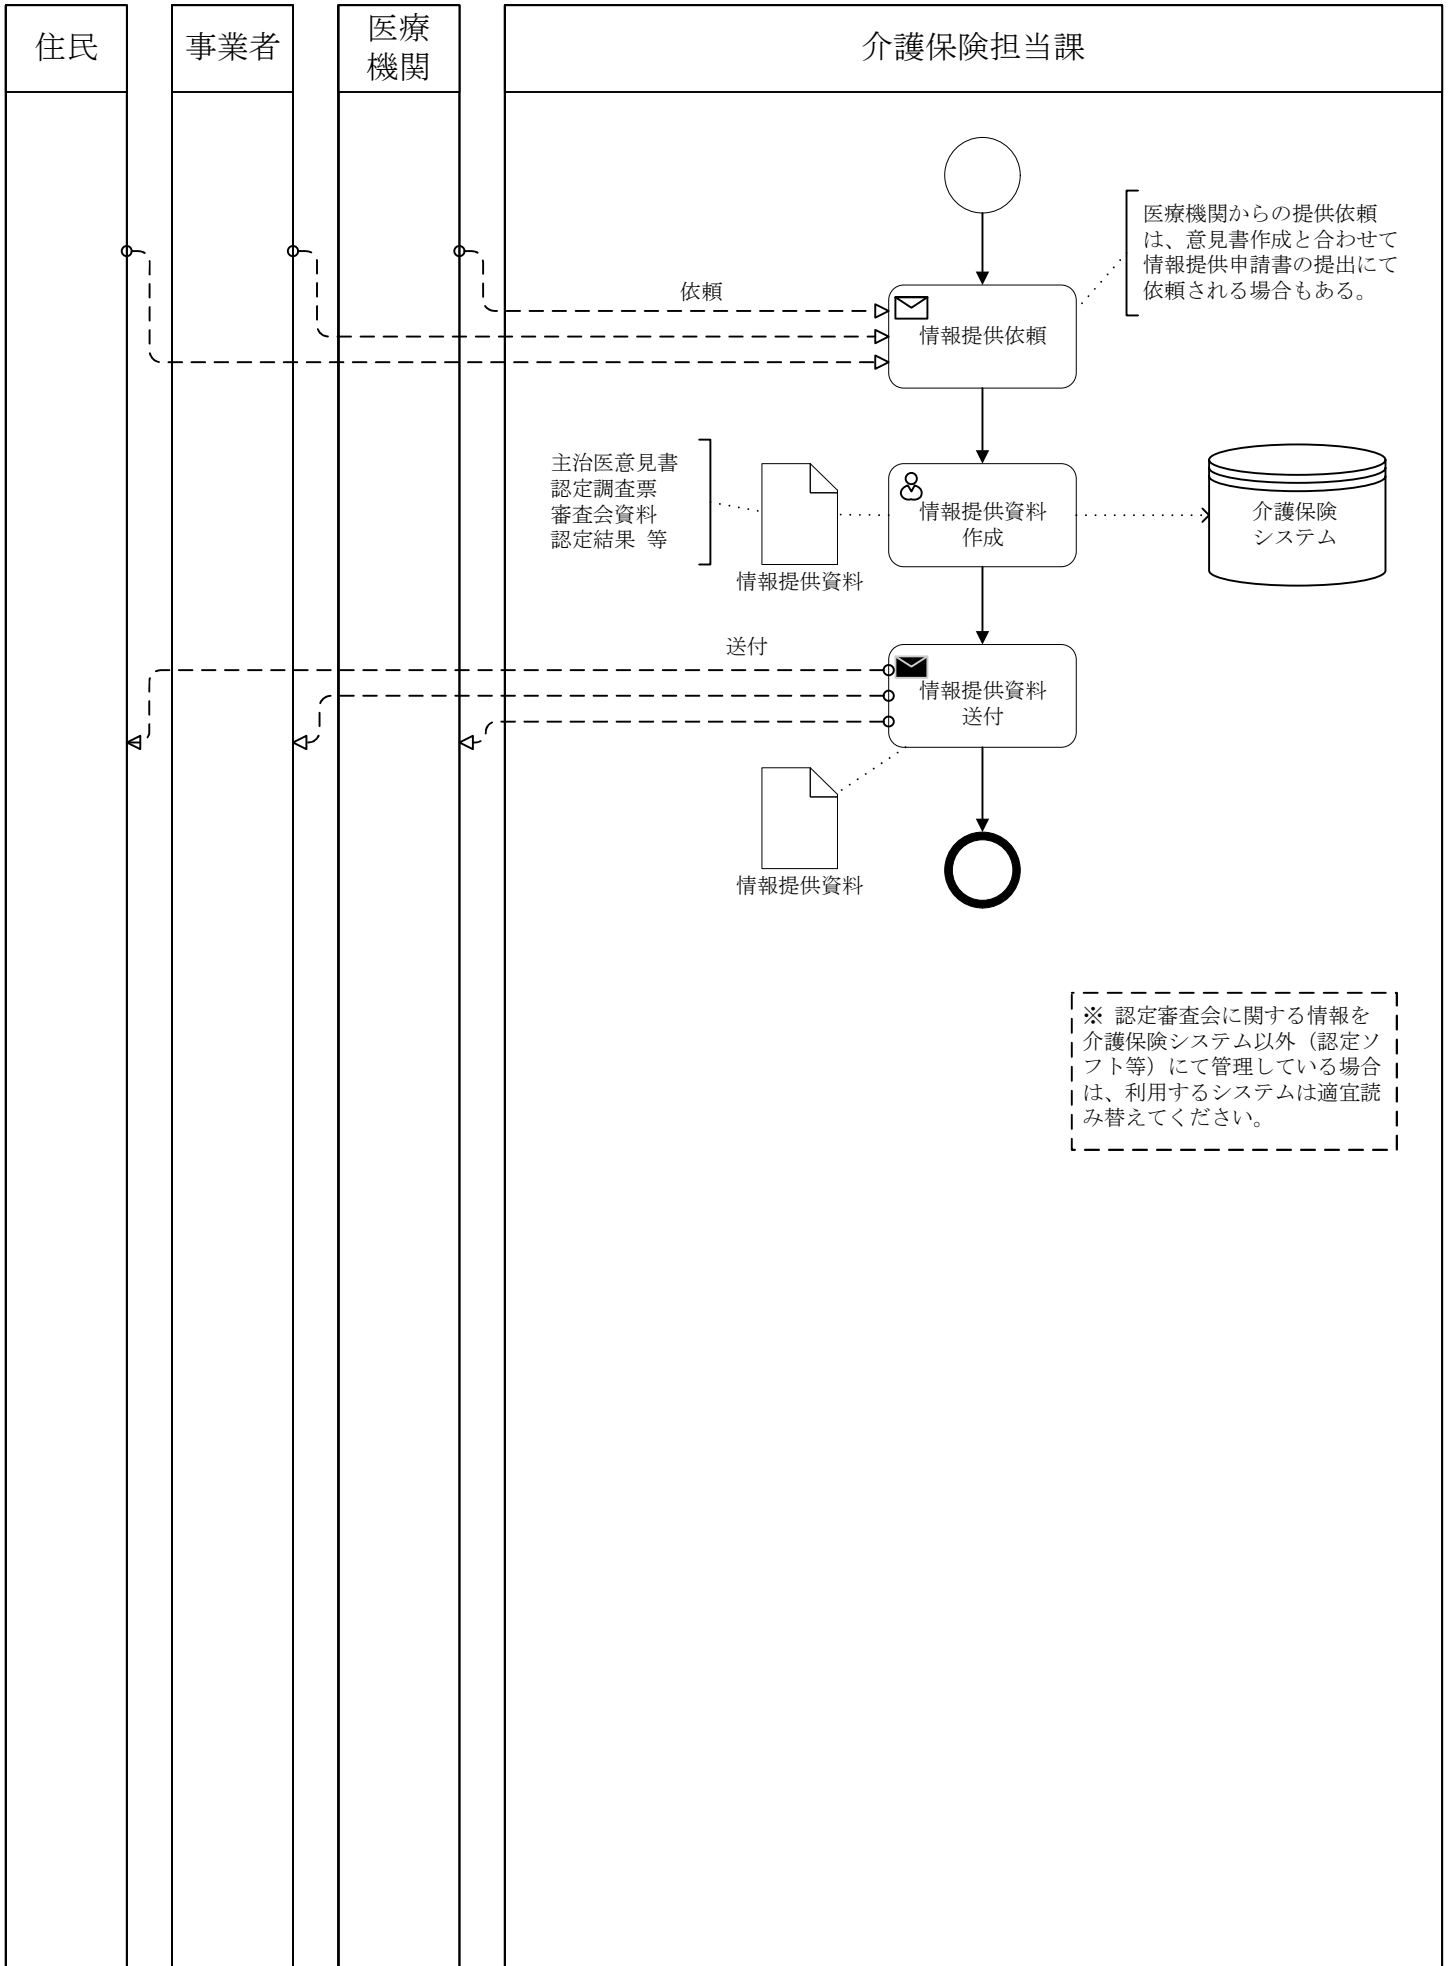 住民
事業者
医療
機関
介護保険担当課
医療機関からの提供依頼
は、意見書作成と合わせて
情報提供申請書の提出にて
依頼される場合もある。
依頼
情報提供依頼
主治医意見書
認定調査票
審査会資料
認定結果 等
情報提供資料
情報提供資料
作成
介護保険
システム
送付
情報提供資料
送付
情報提供資料
※ 認定審査会に関する情報を
介護保険システム以外（認定ソ
フト等）にて管理している場合
は、利用するシステムは適宜読
み替えてください。